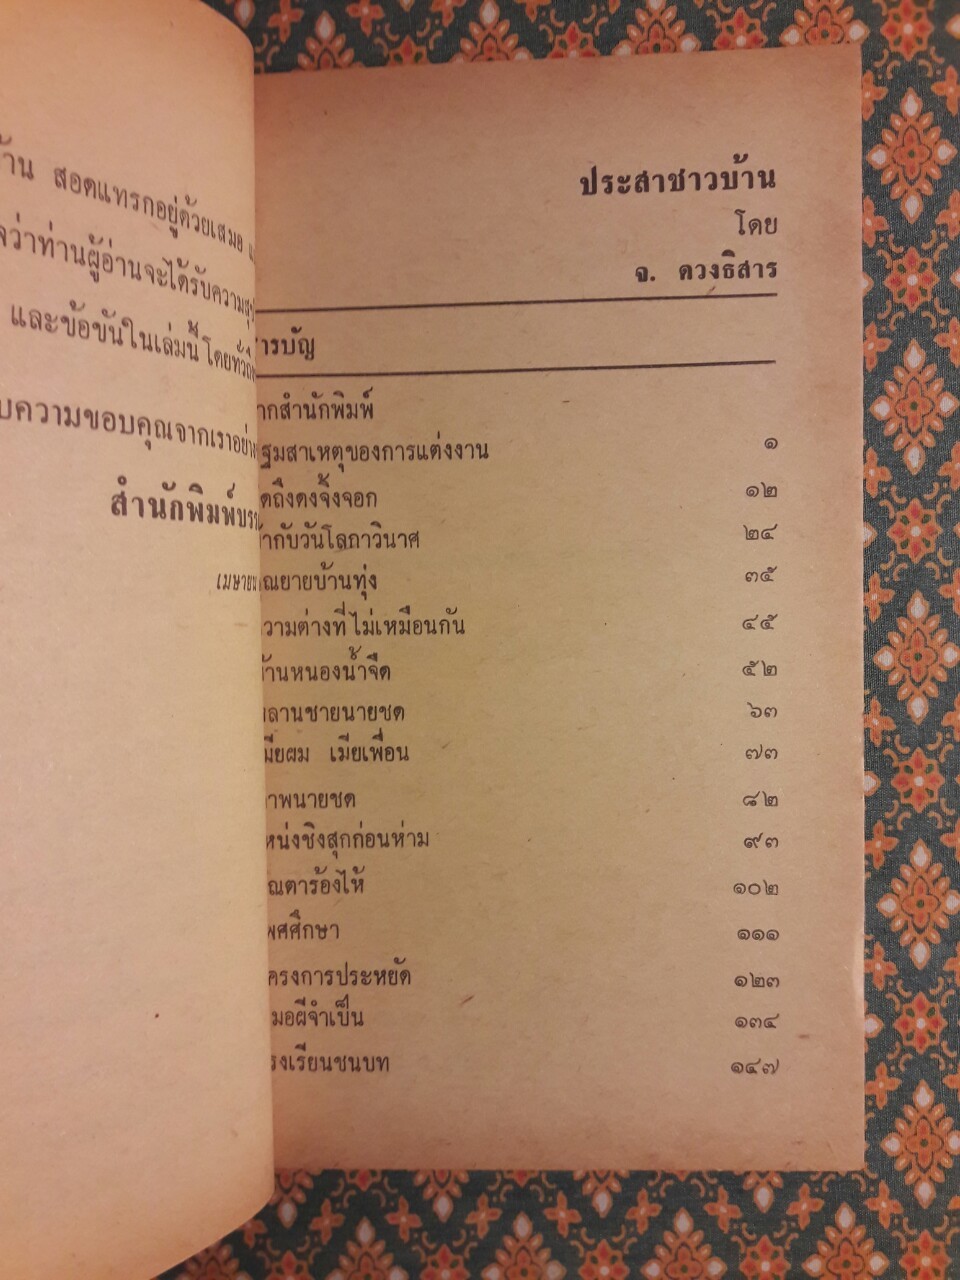 ้าน สอดแทรกอยู่ด้วยเสมอ
งว่าท่านผู้อ่านจะได้รับความสุข
และข้อขันในเล่มนี้ โดยทั่วถึง
บความขอบคุณจากเราอย่าง
สำนักพิมพ์บรร
เมษายน
ประสาชาวบ้าน
โดย
จ. ดวงธิสาร
ารบัญ
ากสำนักพิมพ์
ฐมสาเหตุของการแต่งงาน ๑
ดถึงดงจิ้งจอก ๑๒
้ากับวันโลกาวินาศ ๒๔
ุณยายบ้านทุ่ง ๓๕
วามต่างที่ไม่เหมือนกัน ๔๕
้านหนองน้ำจืด ๕๒
ลานชายนายชด ๖๓
มียผม เมียเพื่อน ๗๓
าพนายชด ๘๒
หน่งชิงสุกก่อนห่าม ๙๓
ุณตาร้องไห้ ๑๐๒
พศศึกษา ๑๑๑
ครงการประหยัด ๑๒๓
มอผีจำเป็น ๑๓๔
รงเรียนชนบท ๑๔๗